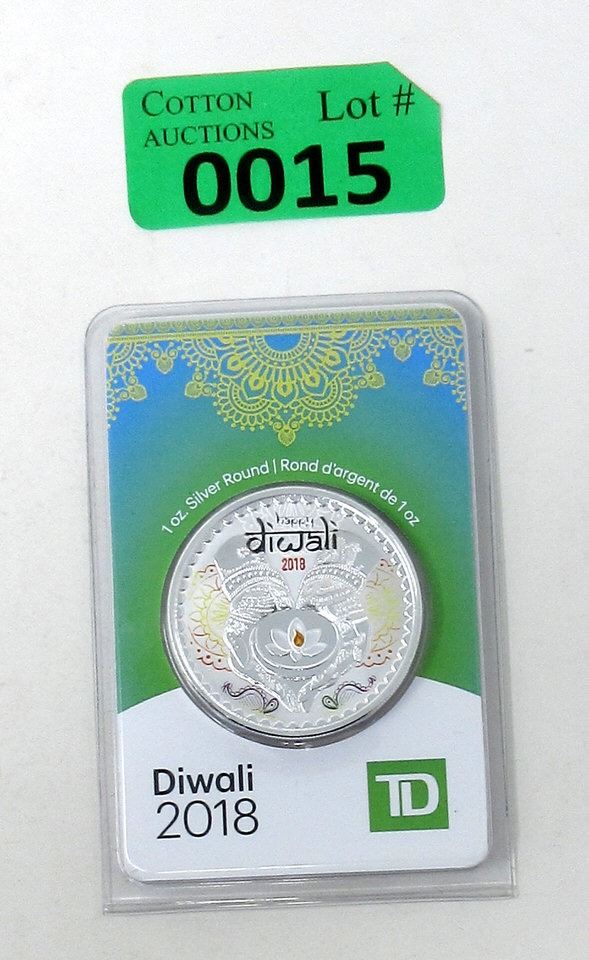 COTTON
AUCTIONS
Lot #
0015
1 oz. Silver Round | Rond d'argent de 1 oz
happy
diwali
2018
Diwali
2018
TD